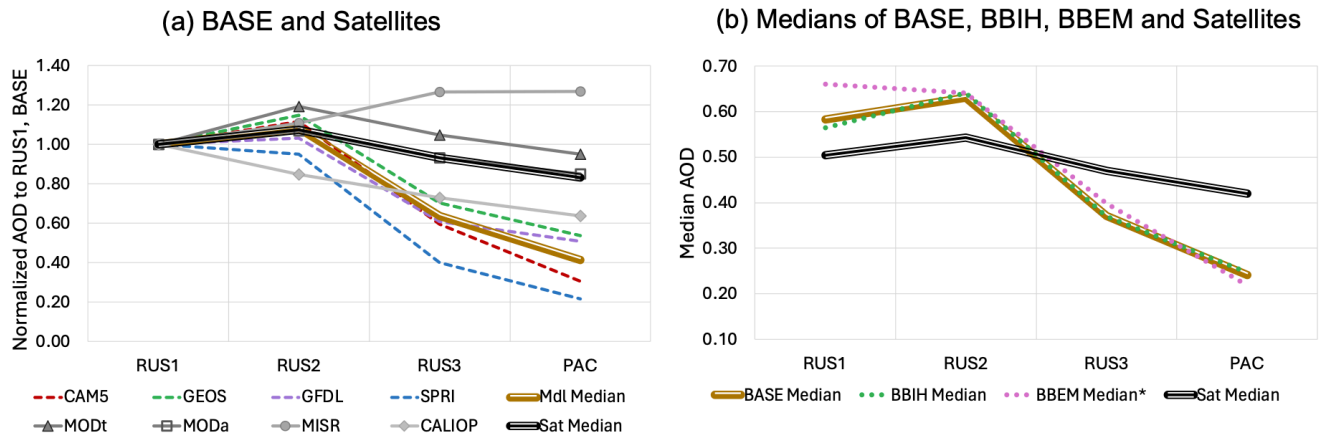 (a) BASE and Satellites
Normalized AOD to RUS1, BASE
1.40
1.20
1.00
0.80
0.60
0.40
0.20
0.00
RUS1 RUS2 RUS3 PAC
CAM5 GEOS GFDL SPRI Mdl Median
MODt MODa MISR CALIOP Sat Median
(b) Medians of BASE, BBIH, BBEM and Satellites
Median AOD
0.70
0.60
0.50
0.40
0.30
0.20
0.10
RUS1 RUS2 RUS3 PAC
BASE Median BBIH Median BBEM Median* Sat Median